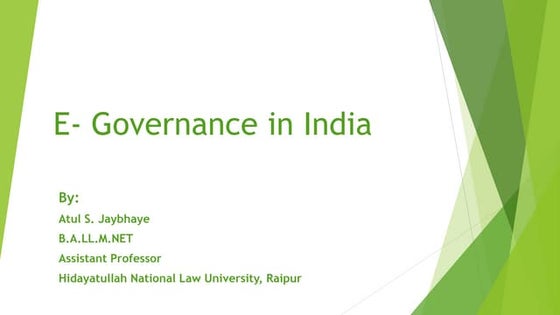 E- Governance in India
By:
Atul S. Jaybhaye
B.A.LL.M.NET
Assistant Professor
Hidayatullah National Law University, Raipur